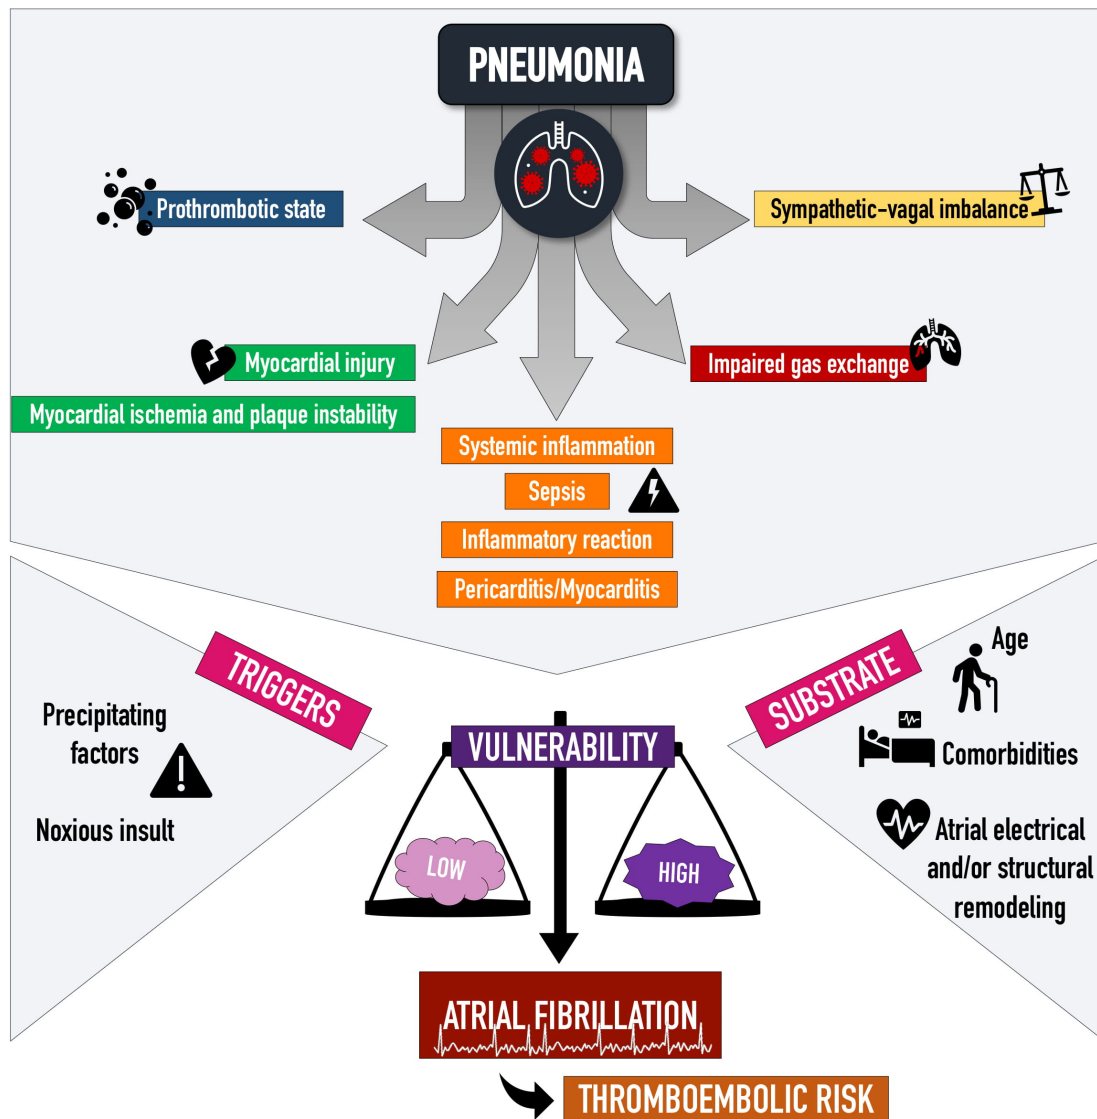 PNEUMONIA
Prothrombotic state
Sympathetic-vagal imbalance
Myocardial injury
Impaired gas exchange
Myocardial ischemia and plaque instability
Systemic inflammation
Sepsis
Inflammatory reaction
Pericarditis/Myocarditis
TRIGGERS
Precipitating
factors
Noxious insult
SUBSTRATE
Age
Comorbidities
Atrial electrical
and/or structural
remodeling
VULNERABILITY
LOW
HIGH
ATRIAL FIBRILLATION
THROMBOEMBOLIC RISK